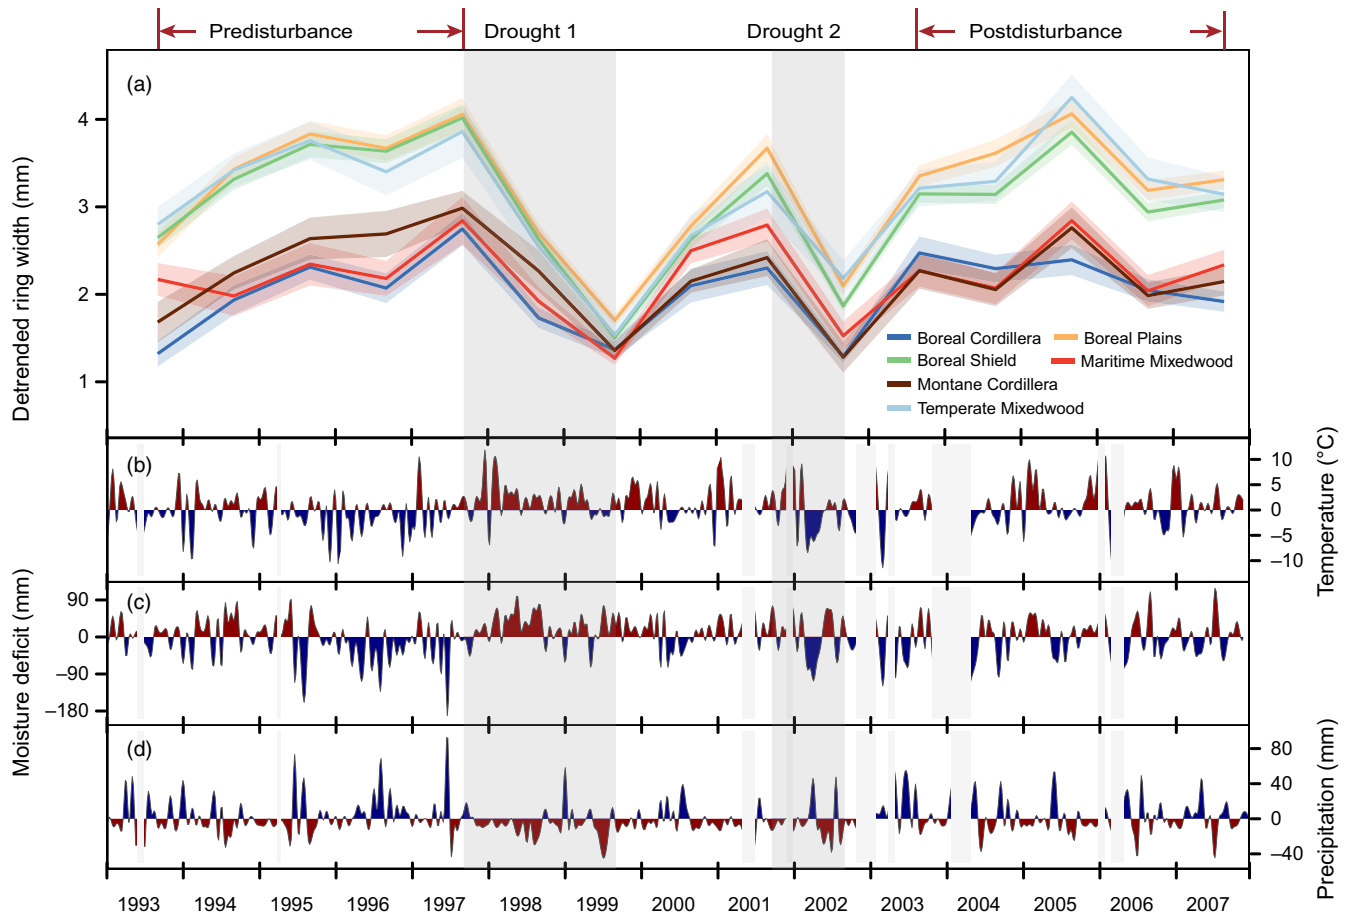 Predisturbance Drought 1 Drought 2 Postdisturbance
(a)
4
3
2
1
Detrended ring width (mm)
Boreal Cordillera Boreal Plains
Boreal Shield Maritime Mixedwood
Montane Cordillera
Temperate Mixedwood
(b)
10
5
0
−5
−10
Temperature (°C)
(c)
90
0
−90
−180
Moisture deficit (mm)
(d)
80
40
0
−40
Precipitation (mm)
1993 1994 1995 1996 1997 1998 1999 2000 2001 2002 2003 2004 2005 2006 2007